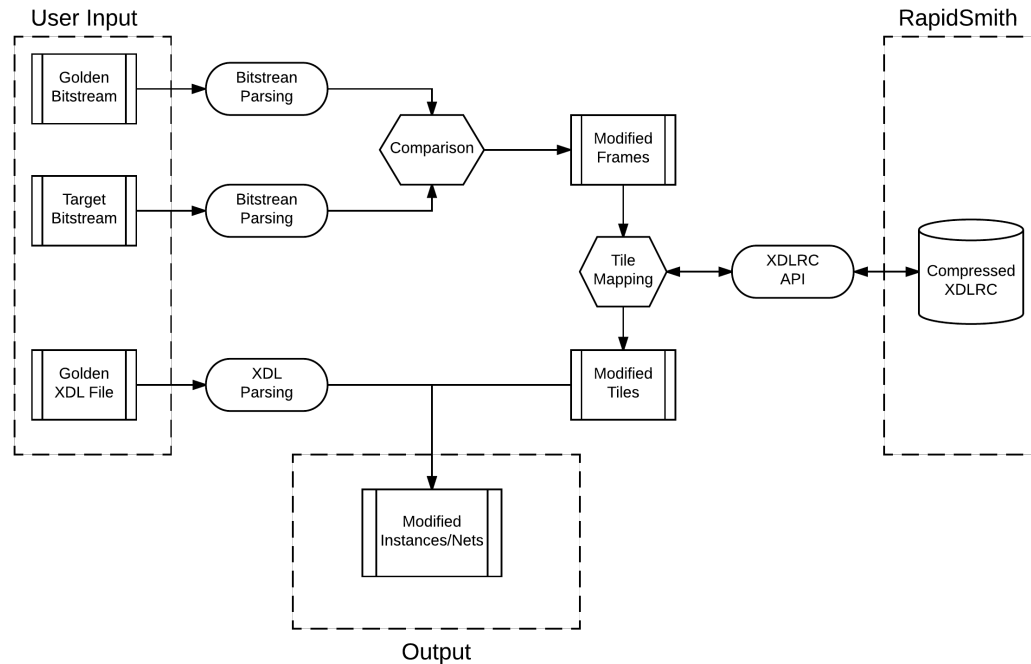 User Input
RapidSmith
Golden
Bitstream
Bitstrean
Parsing
Comparison
Modified
Frames
Target
Bitstream
Bitstrean
Parsing
Tile
Mapping
XDLRC
API
Compressed
XDLRC
Golden
XDL File
XDL
Parsing
Modified
Tiles
Modified
Instances/Nets
Output